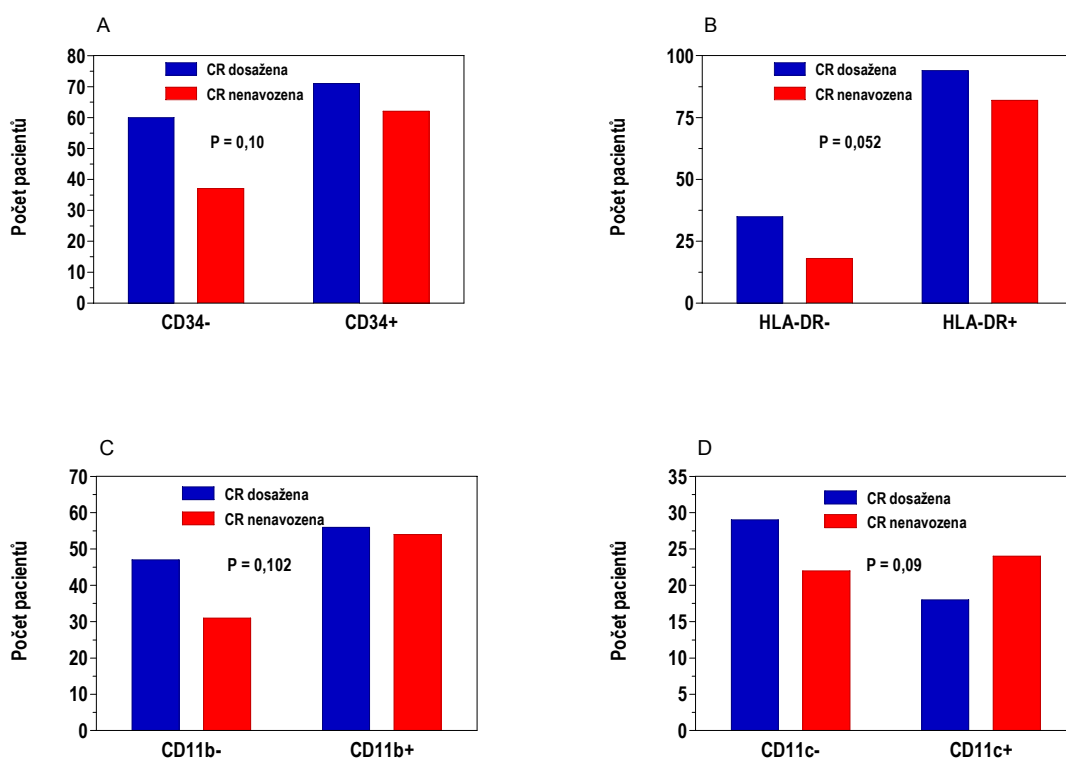 A
80
70
60
50
40
30
20
10
0
Počet pacientů
CR dosažena
CR nenavozena
P = 0,10
CD34-
CD34+
B
100
75
50
25
0
Počet pacientů
CR dosažena
CR nenavozena
P = 0,052
HLA-DR-
HLA-DR+
C
70
60
50
40
30
20
10
0
Počet pacientů
CR dosažena
CR nenavozena
P = 0,102
CD11b-
CD11b+
D
35
30
25
20
15
10
5
0
Počet pacientů
CR dosažena
CR nenavozena
P = 0,09
CD11c-
CD11c+